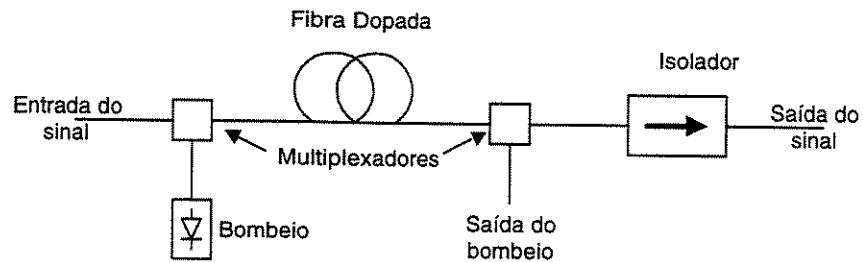 Fibra Dopada
Isolador
Entrada do
sinal
Saída do
sinal
Multiplexadores
Bombeio
Saída do
bombeio